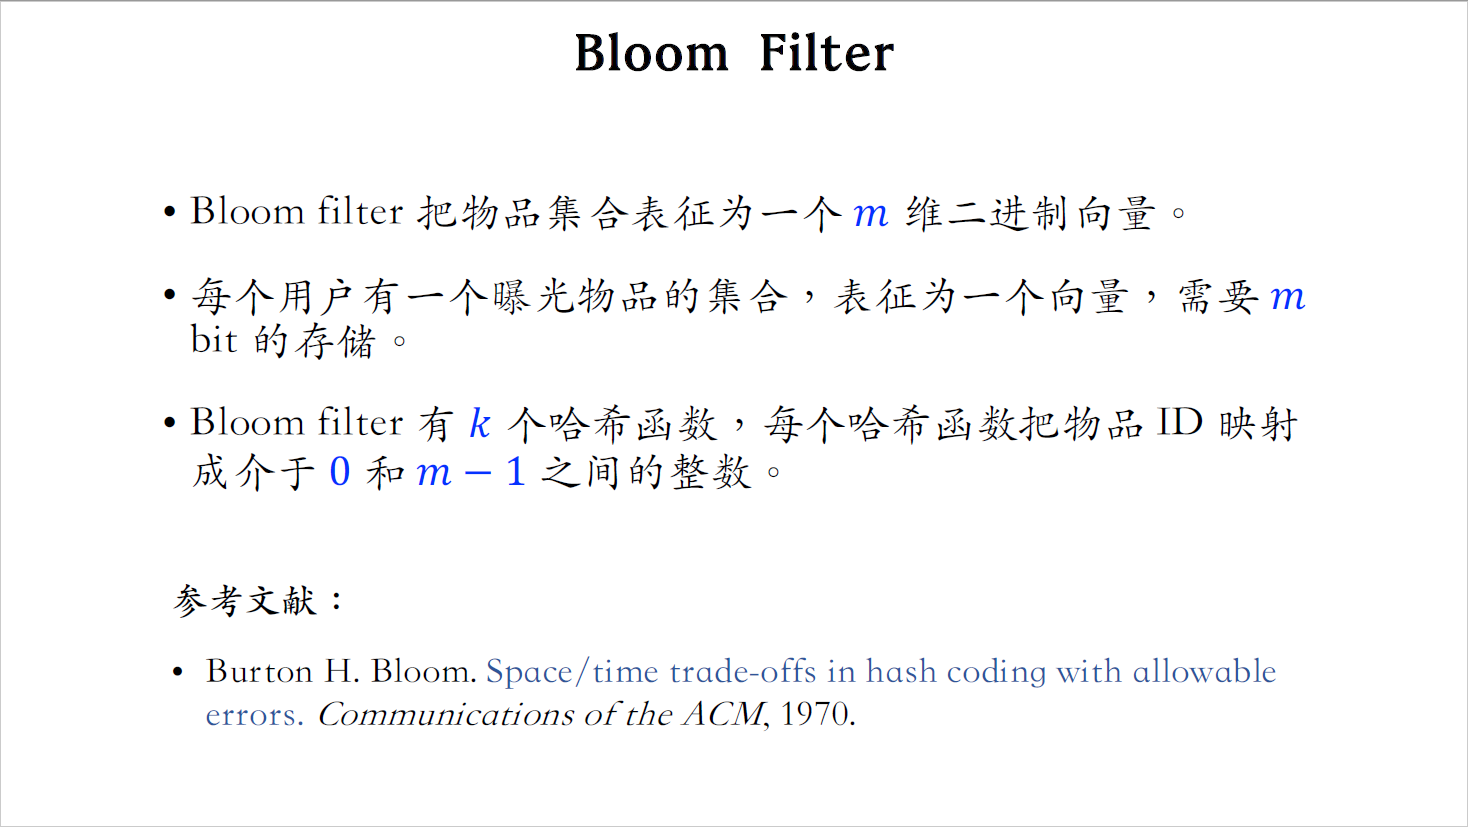 Bloom Filter
• Bloom filter 把物品集合表征为一个 m 维二进制向量。
• 每个用户有一个曝光物品的集合，表征为一个向量，需要 m
bit 的存储。
• Bloom filter 有 k 个哈希函数，每个哈希函数把物品 ID 映射
成介于 0 和 m − 1 之间的整数。
参考文献：
• Burton H. Bloom. Space/time trade-offs in hash coding with allowable
errors. Communications of the ACM, 1970.